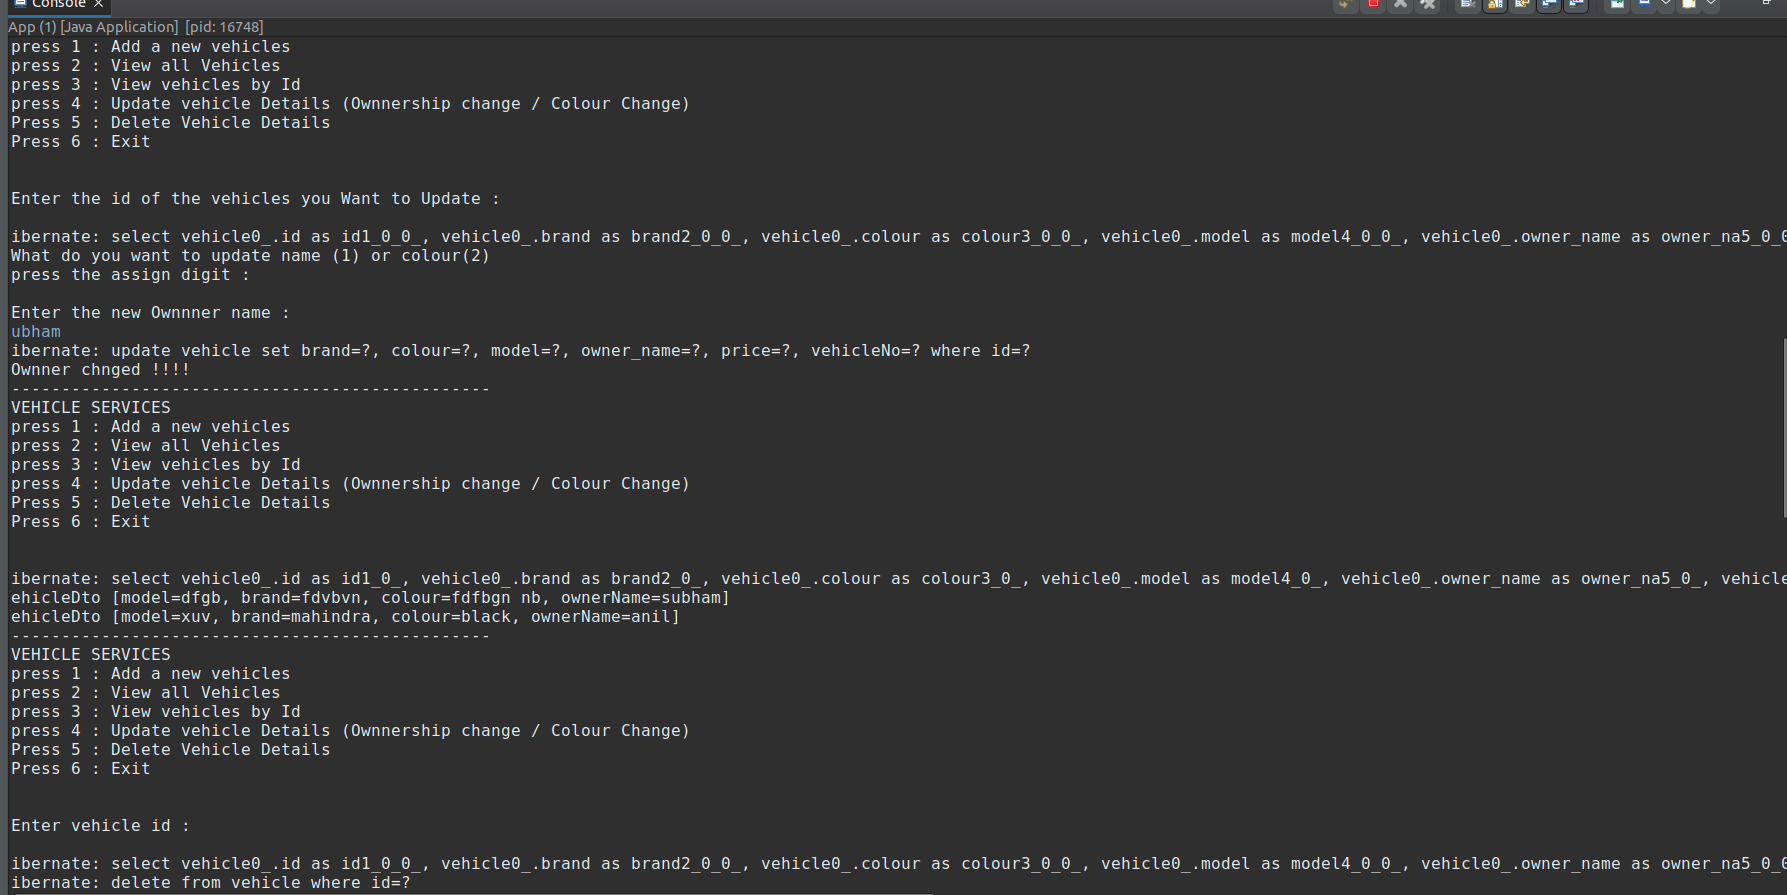 Console
App (1) [Java Application] [pid: 16748]
press 1 : Add a new vehicles
press 2 : View all Vehicles
press 3 : View vehicles by Id
press 4 : Update vehicle Details (Ownnership change / Colour Change)
Press 5 : Delete Vehicle Details
Press 6 : Exit
Enter the id of the vehicles you Want to Update :
ibernate: select vehicle0_.id as id1_0_0_, vehicle0_.brand as brand2_0_0_, vehicle0_.colour as colour3_0_0_, vehicle0_.model as model4_0_0_, vehicle0_.owner_name as owner_na5_0_0
What do you want to update name (1) or colour(2)
press the assign digit :
Enter the new Ownnner name :
ubham
ibernate: update vehicle set brand=?, colour=?, model=?, owner_name=?, price=?, vehicleNo=? where id=?
Ownner chnged !!!!
------------------------------------------------
VEHICLE SERVICES
press 1 : Add a new vehicles
press 2 : View all Vehicles
press 3 : View vehicles by Id
press 4 : Update vehicle Details (Ownnership change / Colour Change)
Press 5 : Delete Vehicle Details
Press 6 : Exit
ibernate: select vehicle0_.id as id1_0_, vehicle0_.brand as brand2_0_, vehicle0_.colour as colour3_0_, vehicle0_.model as model4_0_, vehicle0_.owner_name as owner_na5_0_, vehicle
ehicleDto [model=dfgb, brand=fdvbvn, colour=fdfbgn nb, ownerName=subham]
ehicleDto [model=xuv, brand=mahindra, colour=black, ownerName=anil]
------------------------------------------------
VEHICLE SERVICES
press 1 : Add a new vehicles
press 2 : View all Vehicles
press 3 : View vehicles by Id
press 4 : Update vehicle Details (Ownnership change / Colour Change)
Press 5 : Delete Vehicle Details
Press 6 : Exit
Enter vehicle id :
ibernate: select vehicle0_.id as id1_0_0_, vehicle0_.brand as brand2_0_0_, vehicle0_.colour as colour3_0_0_, vehicle0_.model as model4_0_0_, vehicle0_.owner_name as owner_na5_0_0
ibernate: delete from vehicle where id=?